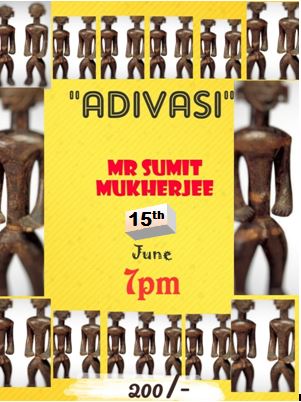 "ADIVASI"
MR SUMIT
MUKHERJEE
15th
June
7pm
200/-